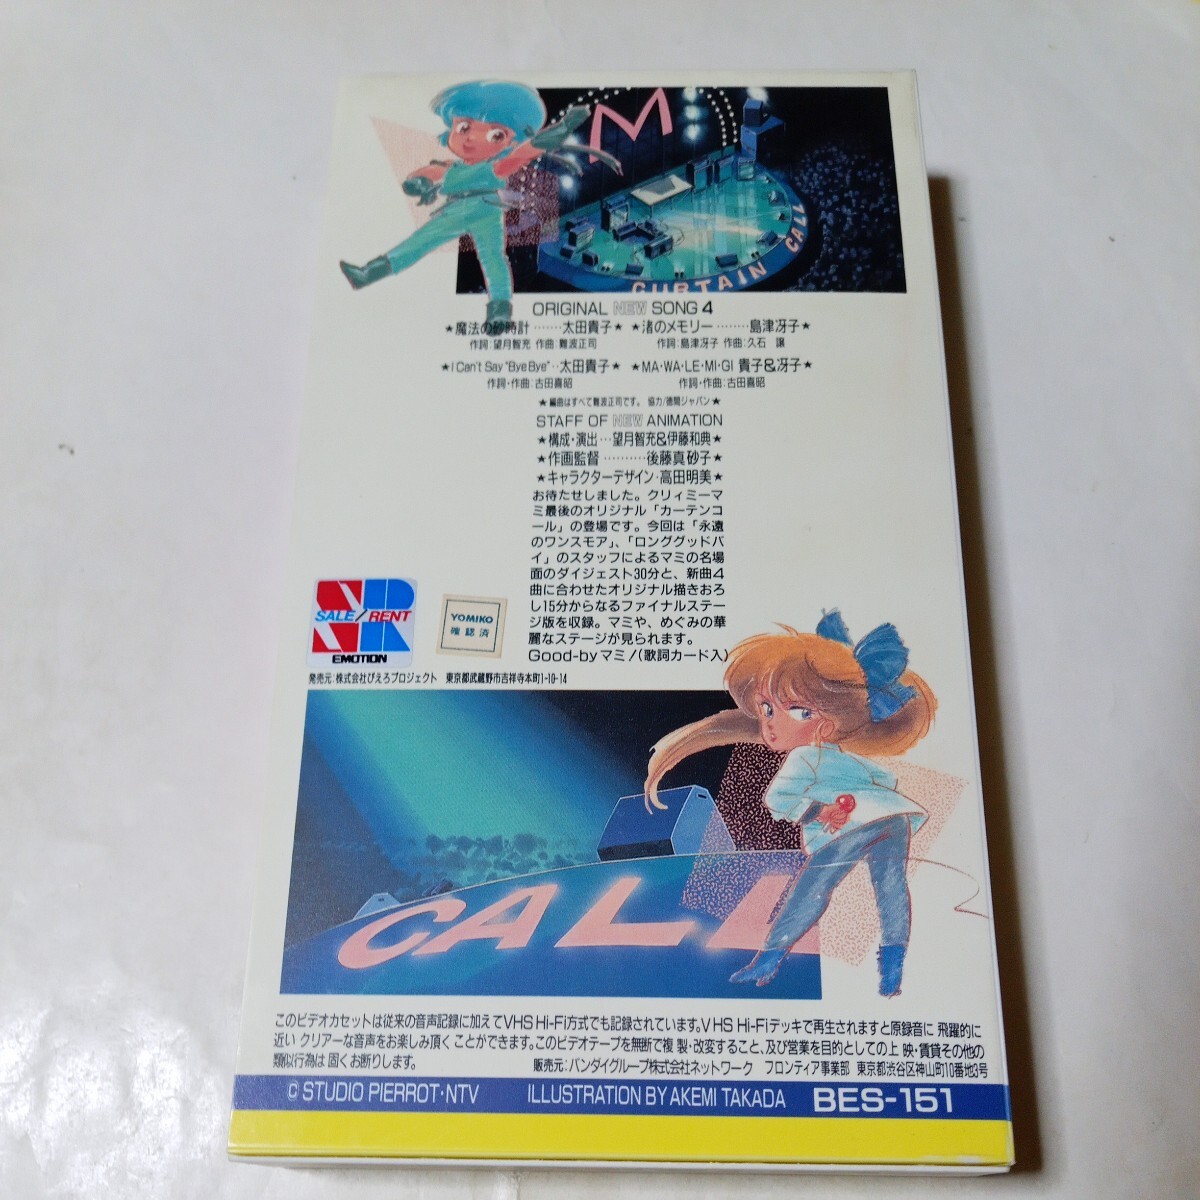 M
CURTAIN CALL
ORIGINAL NEW SONG 4
★魔法の砂時計……太田貴子★ ★渚のメモリー………島津冴子★
作詞:望月智充 作曲:難波正司 作詞:島津冴子 作曲:久石 譲
★I Can't Say "Bye Bye"‥太田貴子★ ★MA・WA・LE・MI・GI 貴子&冴子★
作詞・作曲:古田喜昭 作詞・作曲:古田喜昭
★編曲はすべて難波正司です。 協力/徳間ジャパン★
STAFF OF NEW ANIMATION
★構成・演出…望月智充&伊藤和典★
★作画監督………後藤真砂子★
★キャラクターデザイン・高田明美★
お待たせしました。クリィミーマ
ミ最後のオリジナル「カーテンコ
ール」の登場です。今回は「永遠
のワンスモア」、「ロンググッドバ
イ」のスタッフによるマミの名場
面のダイジェスト30分と、新曲4
曲に合わせたオリジナル描きおろ
し15分からなるファイナルステー
ジ版を収録。マミや、めぐみの華
麗なステージが見られます。
Good-byマミ!(歌詞カード入)
SALE/RENT
EMOTION
YOMIKO
確認済
発売元:株式会社ぴえろプロジェクト 東京都武蔵野市吉祥寺本町1-19-14
CALL
このビデオカセットは従来の音声記録に加えてVHS Hi-Fi方式でも記録されています。VHS Hi-Fiデッキで再生されますと原録音に 飛躍的に
近い クリアーな音声をお楽しみ頂く ことができます。このビデオテープを無断で複 製・改変すること、及び営業を目的としての上 映・賃貸その他の
類似行為は 固くお断りします。 販売元:バンダイグループ株式会社ネットワーク フロンティア事業部 東京都渋谷区神山町10番地3号
© STUDIO PIERROT・NTV ILLUSTRATION BY AKEMI TAKADA BES-151